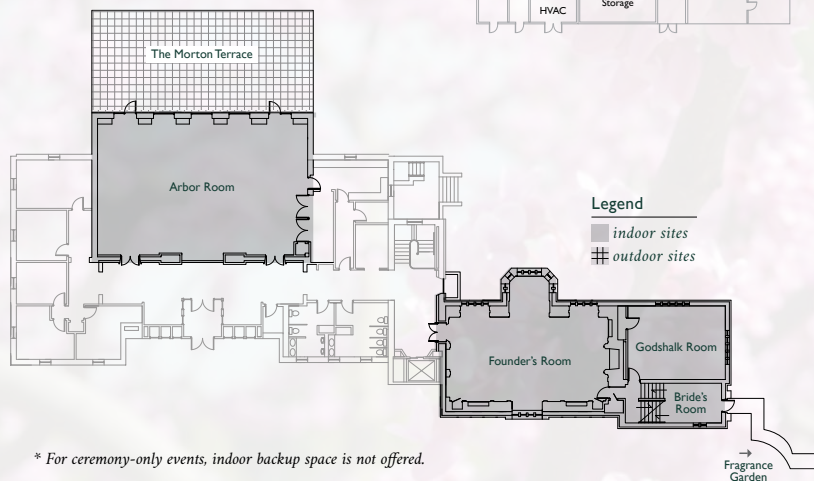 HVAC
Storage
The Morton Terrace
Arbor Room
Legend
indoor sites
outdoor sites
Founder's Room
Godshalk Room
Bride's
Room
* For ceremony-only events, indoor backup space is not offered.
→
Fragrance
Garden